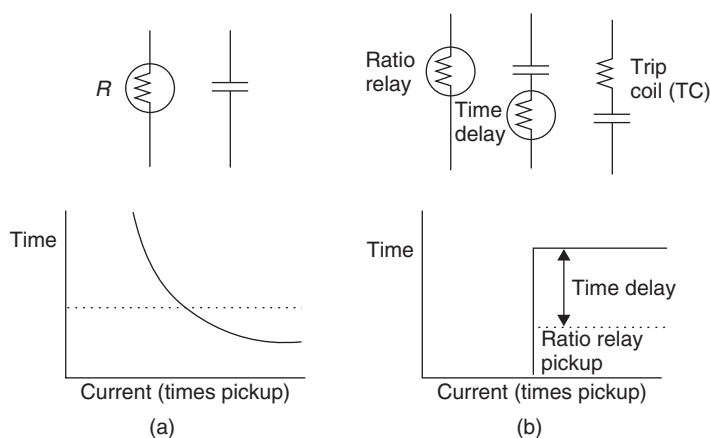 R
Ratio
relay
Time
delay
Trip
coil (TC)
Time
Current (times pickup)
(a)
Time
Time delay
Ratio relay
pickup
Current (times pickup)
(b)